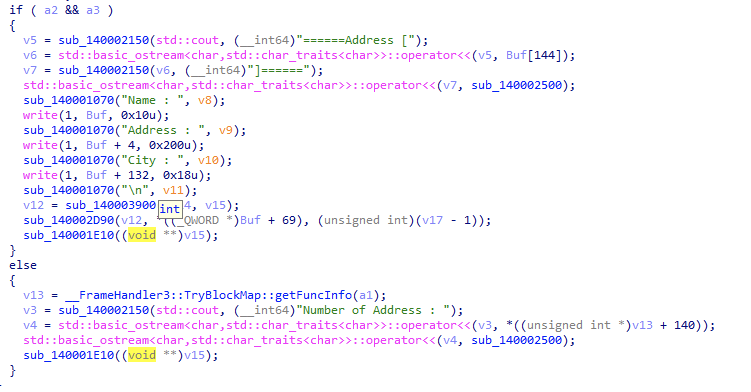 if ( a2 && a3 )
{
v5 = sub_140002150(std::cout, (__int64)"======Address [");
v6 = std::basic_ostream<char,std::char_traits<char>>::operator<<(v5, Buf[144]);
v7 = sub_140002150(v6, (__int64)"]======");
std::basic_ostream<char,std::char_traits<char>>::operator<<(v7, sub_140002500);
sub_140001070("Name : ", v8);
write(1, Buf, 0x10u);
sub_140001070("Address : ", v9);
write(1, Buf + 4, 0x200u);
sub_140001070("City : ", v10);
write(1, Buf + 132, 0x18u);
sub_140001070("\n", v11);
v12 = sub_140003900 int 4, v15);
sub_140002D90(v12, *((_QWORD *)Buf + 69), (unsigned int)(v17 - 1));
sub_140001E10((void **)v15);
}
else
{
v13 = __FrameHandler3::TryBlockMap::getFuncInfo(a1);
v3 = sub_140002150(std::cout, (__int64)"Number of Address : ");
v4 = std::basic_ostream<char,std::char_traits<char>>::operator<<(v3, *((unsigned int *)v13 + 140));
std::basic_ostream<char,std::char_traits<char>>::operator<<(v4, sub_140002500);
sub_140001E10((void **)v15);
}